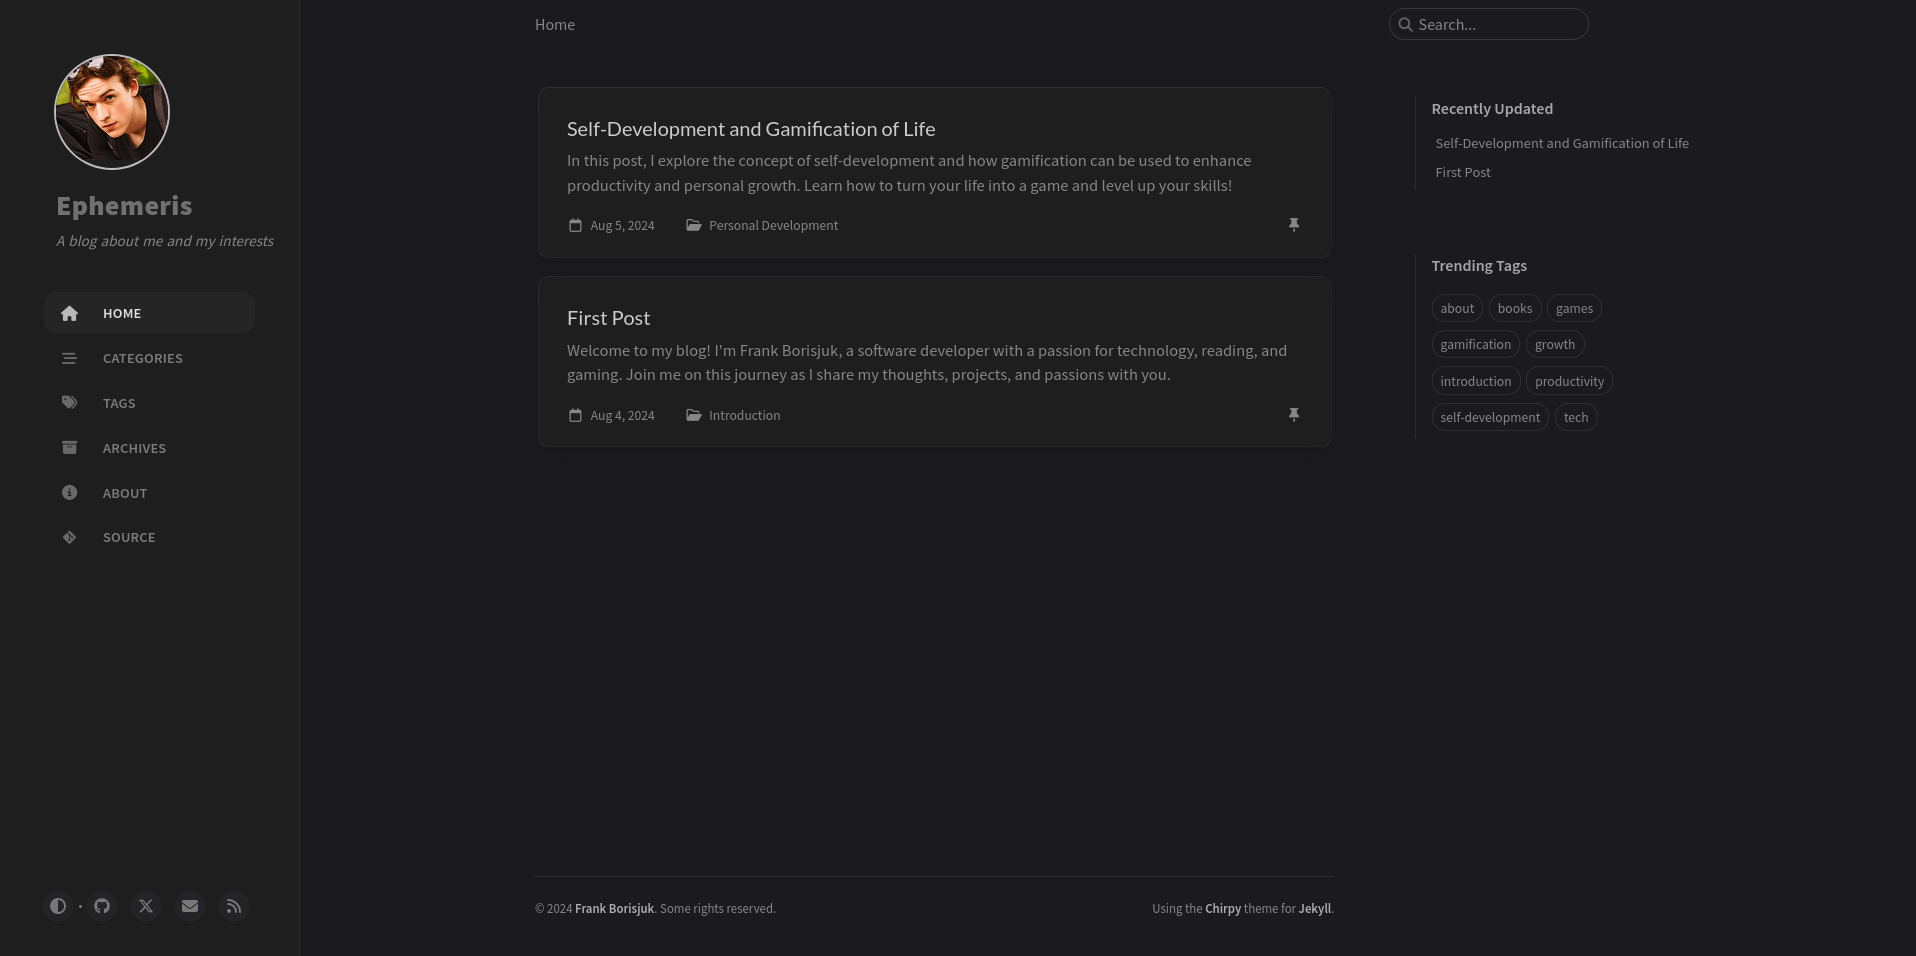 Ephemeris
A blog about me and my interests
HOME
CATEGORIES
TAGS
ARCHIVES
ABOUT
SOURCE
Home
Search...
Self-Development and Gamification of Life
In this post, I explore the concept of self-development and how gamification can be used to enhance
productivity and personal growth. Learn how to turn your life into a game and level up your skills!
Aug 5, 2024 Personal Development
First Post
Welcome to my blog! I'm Frank Borisjuk, a software developer with a passion for technology, reading, and
gaming. Join me on this journey as I share my thoughts, projects, and passions with you.
Aug 4, 2024 Introduction
Recently Updated
Self-Development and Gamification of Life
First Post
Trending Tags
about books games
gamification growth
introduction productivity
self-development tech
© 2024 Frank Borisjuk. Some rights reserved.
Using the Chirpy theme for Jekyll.